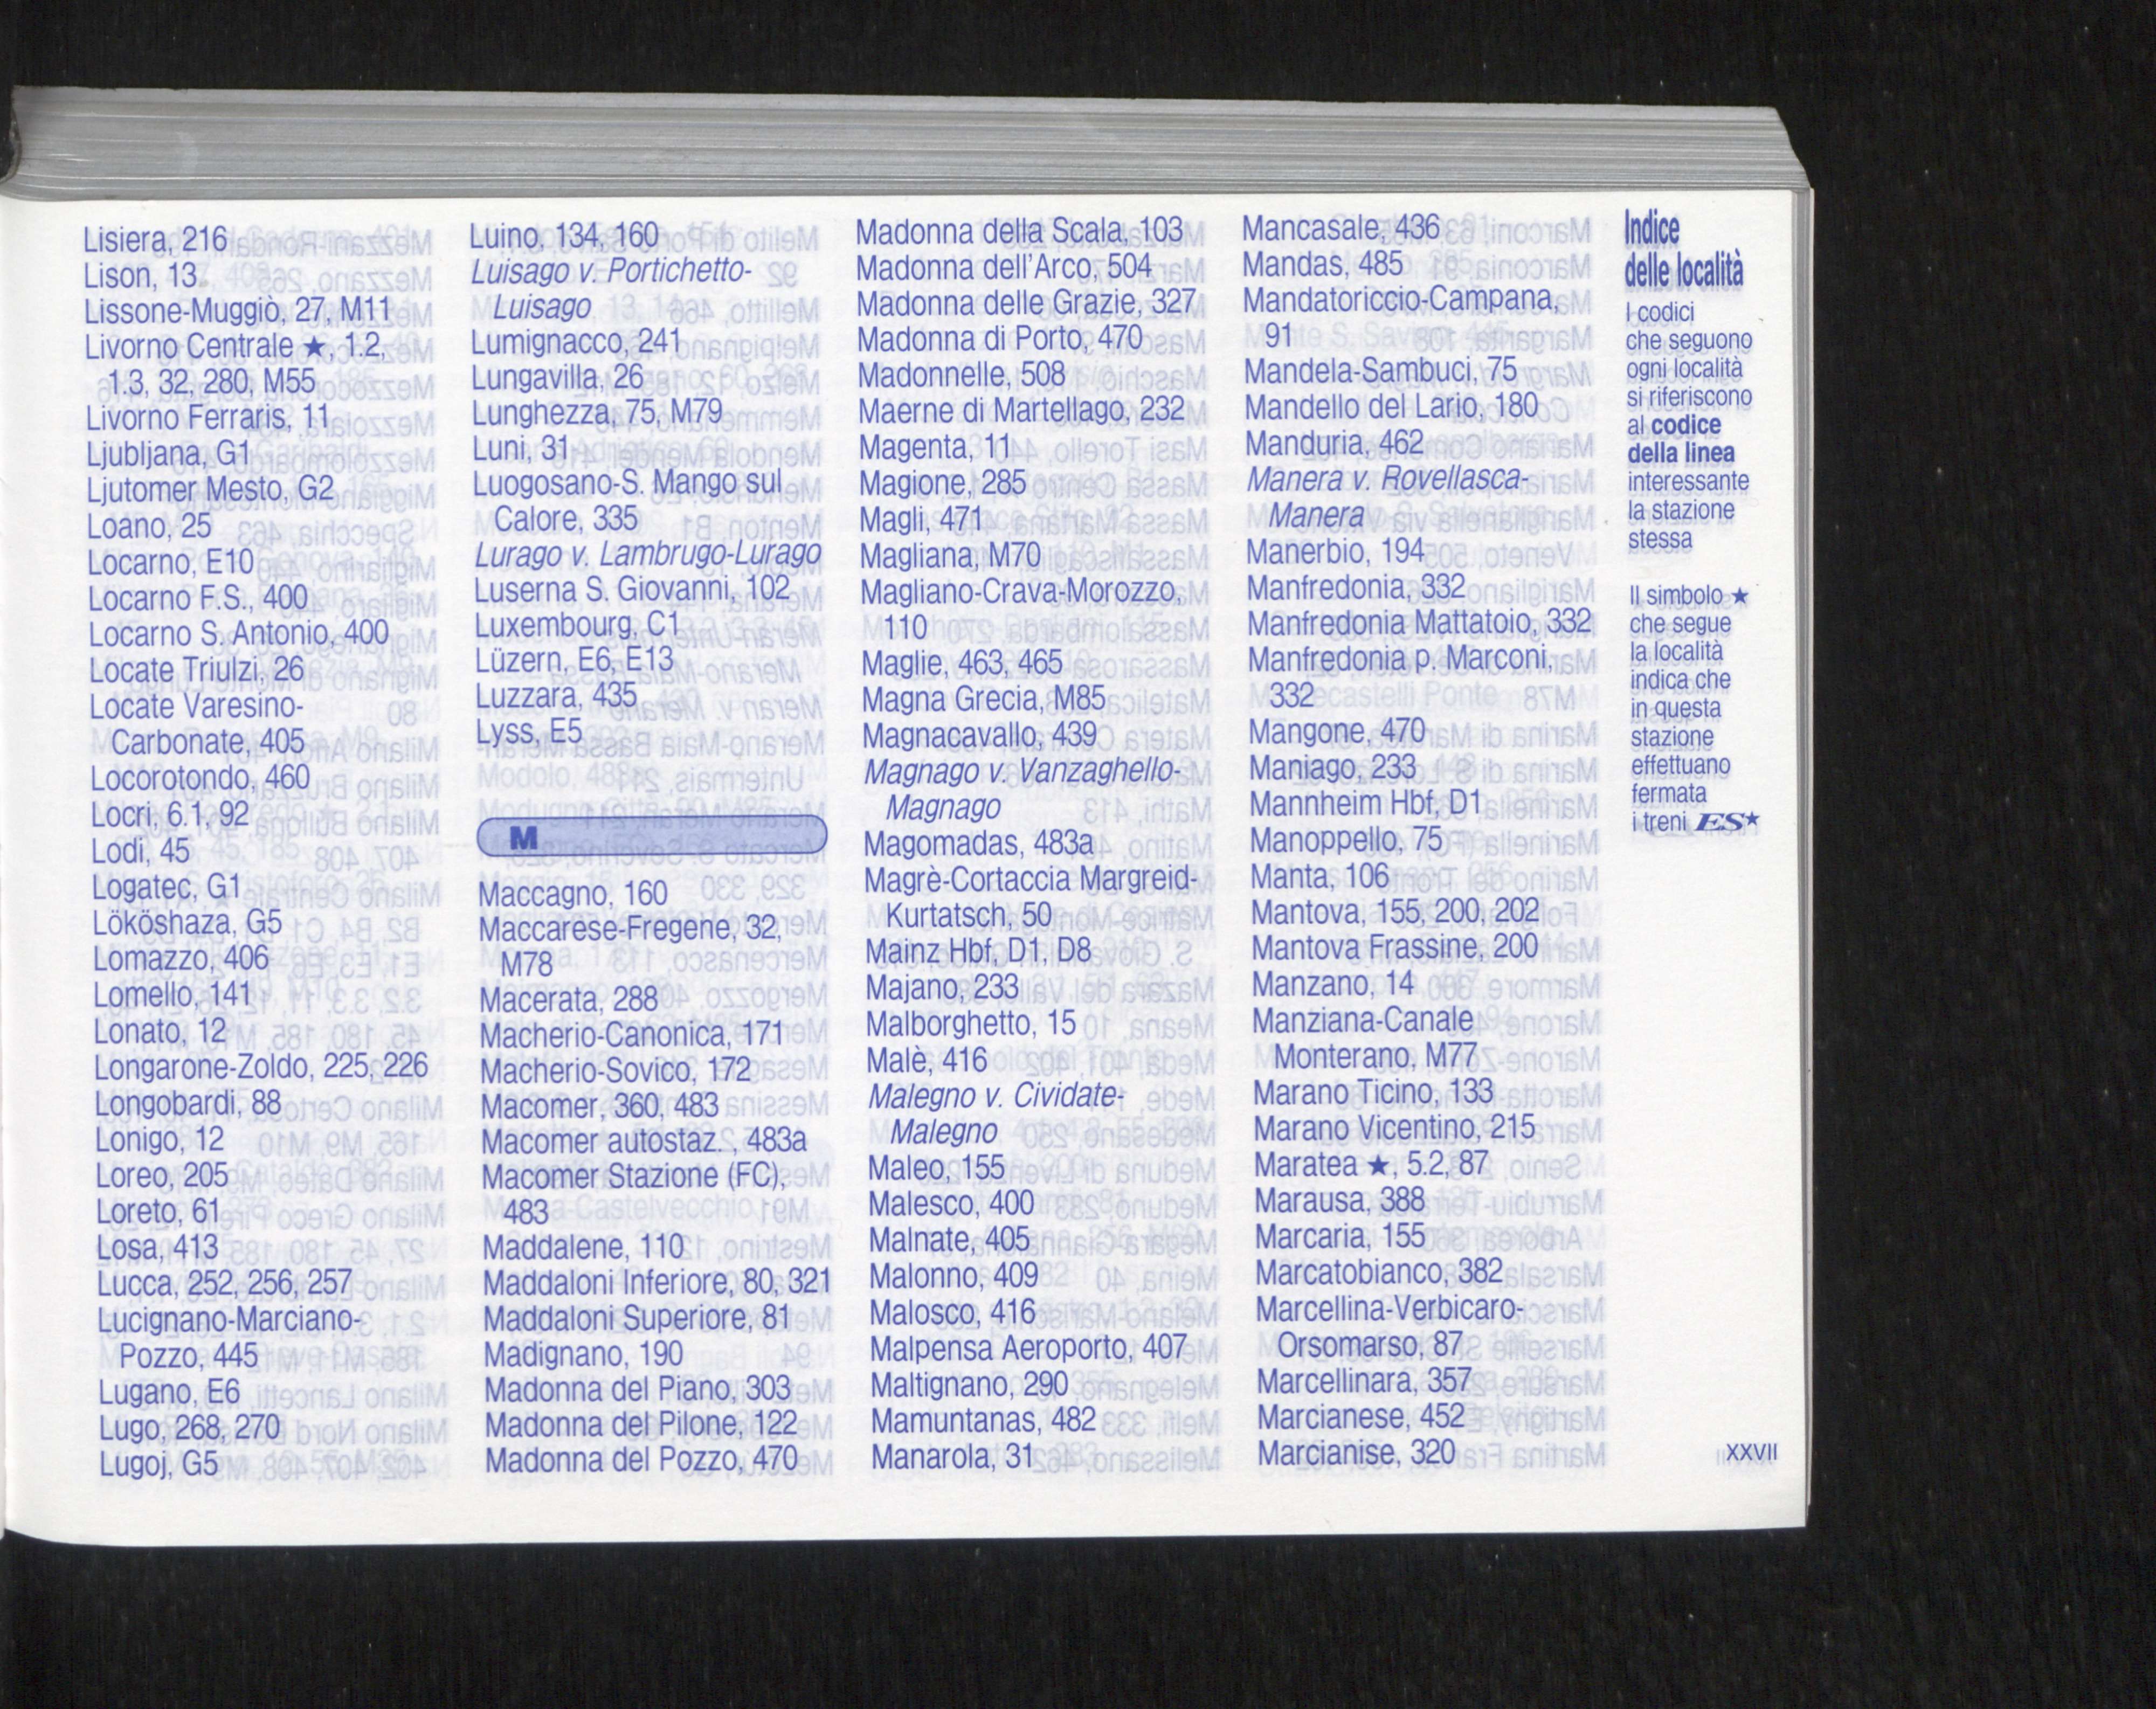 Lisiera, 216
Lison, 13
Lissone-Muggiò, 27, M11
Livorno Centrale ★, 1.2,
1.3, 32, 280, M55
Livorno Ferraris, 11
Ljubljana, G1
Ljutomer Mesto, G2
Loano, 25
Locarno, E10
Locarno F.S., 400
Locarno S. Antonio, 400
Locate Triulzi, 26
Locate Varesino-
Carbonate, 405
Locorotondo, 460
Locri, 6.1, 92
Lodi, 45
Logatec, G1
Lököshaza, G5
Lomazzo, 406
Lomello, 141
Lonato, 12
Longarone-Zoldo, 225, 226
Longobardi, 88
Lonigo, 12
Loreo, 205
Loreto, 61
Losa, 413
Lucca, 252, 256, 257
Lucignano-Marciano-
Pozzo, 445
Lugano, E6
Lugo, 268, 270
Lugoj, G5
Luino, 134, 160
Luisago v. Portichetto-
Luisago
Lumignacco, 241
Lungavilla, 26
Lunghezza, 75, M79
Luni, 31
Luogosano-S. Mango sul
Calore, 335
Lurago v. Lambrugo-Lurago
Luserna S. Giovanni, 102
Luxembourg, C1
Lüzern, E6, E13
Luzzara, 435
Lyss, E5
M
Maccagno, 160
Maccarese-Fregene, 32,
M78
Macerata, 288
Macherio-Canonica, 171
Macherio-Sovico, 172
Macomer, 360, 483
Macomer autostaz., 483a
Macomer Stazione (FC),
483
Maddalene, 110
Maddaloni Inferiore, 80, 321
Maddaloni Superiore, 81
Madignano, 190
Madonna del Piano, 303
Madonna del Pilone, 122
Madonna del Pozzo, 470
Madonna della Scala, 103
Madonna dell'Arco, 504
Madonna delle Grazie, 327
Madonna di Porto, 470
Madonnelle, 508
Maerne di Martellago, 232
Magenta, 11
Magione, 285
Magli, 471
Magliana, M70
Magliano-Crava-Morozzo,
110
Maglie, 463, 465
Magna Grecia, M85
Magnacavallo, 439
Magnago v. Vanzaghello-
Magnago
Magomadas, 483a
Magrè-Cortaccia Margreid-
Kurtatsch, 50
Mainz Hbf, D1, D8
Majano, 233
Malborghetto, 15
Malè, 416
Malegno v. Cividate-
Malegno
Maleo, 155
Malesco, 400
Malnate, 405
Malonno, 409
Malosco, 416
Malpensa Aeroporto, 407
Maltignano, 290
Mamuntanas, 482
Manarola, 31
Mancasale, 436
Mandas, 485
Mandatoriccio-Campana,
91
Mandela-Sambuci, 75
Mandello del Lario, 180
Manduria, 462
Manera v. Rovellasca-
Manera
Manerbio, 194
Manfredonia, 332
Manfredonia Mattatoio, 332
Manfredonia p. Marconi,
332
Mangone, 470
Maniago, 233
Mannheim Hbf, D1
Manoppello, 75
Manta, 106
Mantova, 155, 200, 202
Mantova Frassine, 200
Manzano, 14
Manziana-Canale
Monterano, M77
Marano Ticino, 133
Marano Vicentino, 215
Maratea ★, 5.2, 87
Marausa, 388
Marcaria, 155
Marcatobianco, 382
Marcellina-Verbicaro-
Orsomarso, 87
Marcellinara, 357
Marcianese, 452
Marcianise, 320
Indice
delle località
I codici
che seguono
ogni località
si riferiscono
al codice
della linea
interessante
la stazione
stessa
Il simbolo ★
che segue
la località
indica che
in questa
stazione
effettuano
fermata
i treni ES★
XXVII